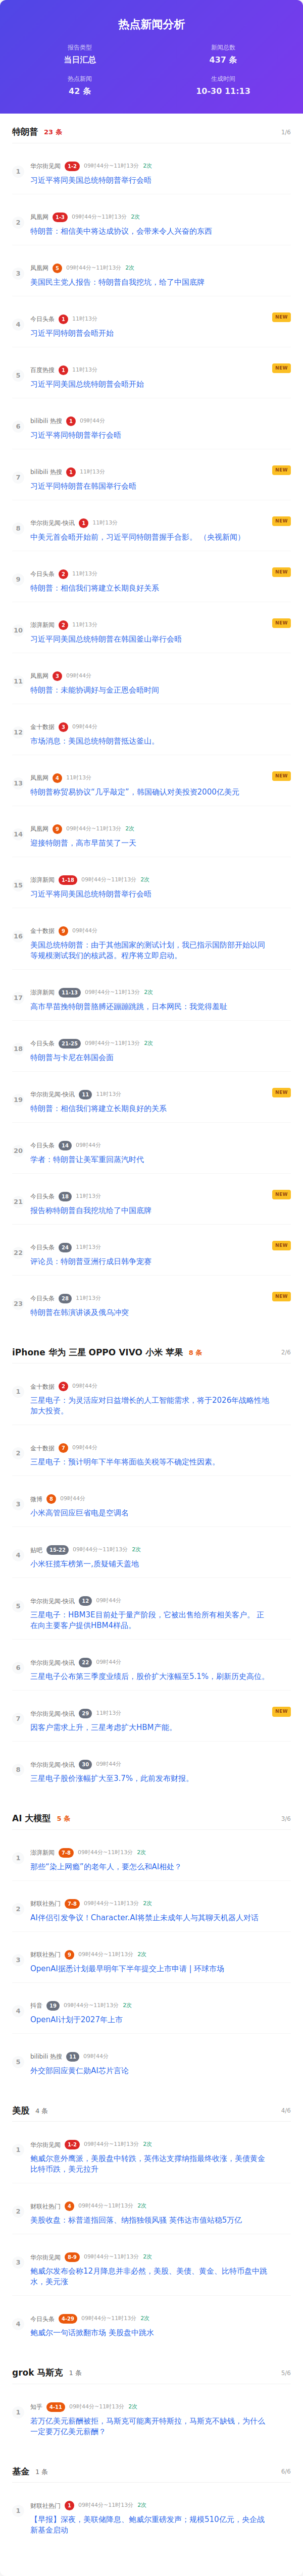 热点新闻分析
报告类型
当日汇总
新闻总数
437 条
热点新闻
42 条
生成时间
10-30 11:13
特朗普 23 条 1/6
1
华尔街见闻 1-2 09时44分~11时13分 2次
习近平将同美国总统特朗普举行会晤
2
凤凰网 1-3 09时44分~11时13分 2次
特朗普：相信美中将达成协议，会带来令人兴奋的东西
3
凤凰网 5 09时44分~11时13分 2次
美国民主党人报告：特朗普自我挖坑，给了中国底牌
4
今日头条 1 11时13分 NEW
习近平同特朗普会晤开始
5
百度热搜 1 11时13分 NEW
习近平同美国总统特朗普会晤开始
6
bilibili 热搜 1 09时44分
习近平将同特朗普举行会晤
7
bilibili 热搜 1 11时13分 NEW
习近平同特朗普在韩国举行会晤
8
华尔街见闻-快讯 1 11时13分 NEW
中美元首会晤开始前，习近平同特朗普握手合影。 （央视新闻）
9
今日头条 2 11时13分 NEW
特朗普：相信我们将建立长期良好关系
10
澎湃新闻 2 11时13分 NEW
习近平同美国总统特朗普在韩国釜山举行会晤
11
凤凰网 3 09时44分
特朗普：未能协调好与金正恩会晤时间
12
金十数据 3 09时44分
市场消息：美国总统特朗普抵达釜山。
13
凤凰网 4 11时13分 NEW
特朗普称贸易协议“几乎敲定”，韩国确认对美投资2000亿美元
14
凤凰网 9 09时44分~11时13分 2次
迎接特朗普，高市早苗笑了一天
15
澎湃新闻 1-18 09时44分~11时13分 2次
习近平将同美国总统特朗普举行会晤
16
金十数据 9 09时44分
美国总统特朗普：由于其他国家的测试计划，我已指示国防部开始以同
等规模测试我们的核武器。程序将立即启动。
17
澎湃新闻 11-13 09时44分~11时13分 2次
高市早苗挽特朗普胳膊还蹦蹦跳跳，日本网民：我觉得羞耻
18
今日头条 21-25 09时44分~11时13分 2次
特朗普与卡尼在韩国会面
19
华尔街见闻-快讯 11 11时13分 NEW
特朗普：相信我们将建立长期良好的关系
20
今日头条 14 09时44分
学者：特朗普让美军重回蒸汽时代
21
今日头条 18 11时13分 NEW
报告称特朗普自我挖坑给了中国底牌
22
今日头条 24 11时13分 NEW
评论员：特朗普亚洲行成日韩争宠赛
23
今日头条 28 11时13分 NEW
特朗普在韩演讲谈及俄乌冲突
iPhone 华为 三星 OPPO VIVO 小米 苹果 8 条 2/6
1
金十数据 2 09时44分
三星电子：为灵活应对日益增长的人工智能需求，将于2026年战略性地
加大投资。
2
金十数据 7 09时44分
三星电子：预计明年下半年将面临关税等不确定性因素。
3
微博 8 09时44分
小米高管回应巨省电是空调名
4
贴吧 15-22 09时44分~11时13分 2次
小米狂揽车榜第一,质疑铺天盖地
5
华尔街见闻-快讯 12 09时44分
三星电子：HBM3E目前处于量产阶段，它被出售给所有相关客户。 正
在向主要客户提供HBM4样品。
6
华尔街见闻-快讯 22 09时44分
三星电子公布第三季度业绩后，股价扩大涨幅至5.1%，刷新历史高位。
7
华尔街见闻-快讯 29 11时13分 NEW
因客户需求上升，三星考虑扩大HBM产能。
8
华尔街见闻-快讯 30 09时44分
三星电子股价涨幅扩大至3.7%，此前发布财报。
AI 大模型 5 条 3/6
1
澎湃新闻 7-8 09时44分~11时13分 2次
那些“染上网瘾”的老年人，要怎么和AI相处？
2
财联社热门 7-8 09时44分~11时13分 2次
AI伴侣引发争议！Character.AI将禁止未成年人与其聊天机器人对话
3
财联社热门 9 09时44分~11时13分 2次
OpenAI据悉计划最早明年下半年提交上市申请 | 环球市场
4
抖音 19 09时44分~11时13分 2次
OpenAI计划于2027年上市
5
bilibili 热搜 11 09时44分
外交部回应黄仁勋AI芯片言论
美股 4 条 4/6
1
华尔街见闻 1-2 09时44分~11时13分 2次
鲍威尔意外鹰派，美股盘中转跌，英伟达支撑纳指最终收涨，美债黄金
比特币跌，美元拉升
2
财联社热门 4 09时44分~11时13分 2次
美股收盘：标普道指回落、纳指独领风骚 英伟达市值站稳5万亿
3
华尔街见闻 8-9 09时44分~11时13分 2次
鲍威尔发布会称12月降息并非必然，美股、美债、黄金、比特币盘中跳
水，美元涨
4
今日头条 4-29 09时44分~11时13分 2次
鲍威尔一句话掀翻市场 美股盘中跳水
grok 马斯克 1 条 5/6
1
知乎 4-11 09时44分~11时13分 2次
若万亿美元薪酬被拒，马斯克可能离开特斯拉，马斯克不缺钱，为什么
一定要万亿美元薪酬？
基金 1 条 6/6
1
财联社热门 1 09时44分~11时13分 2次
【早报】深夜，美联储降息、鲍威尔重磅发声；规模510亿元，央企战
新基金启动